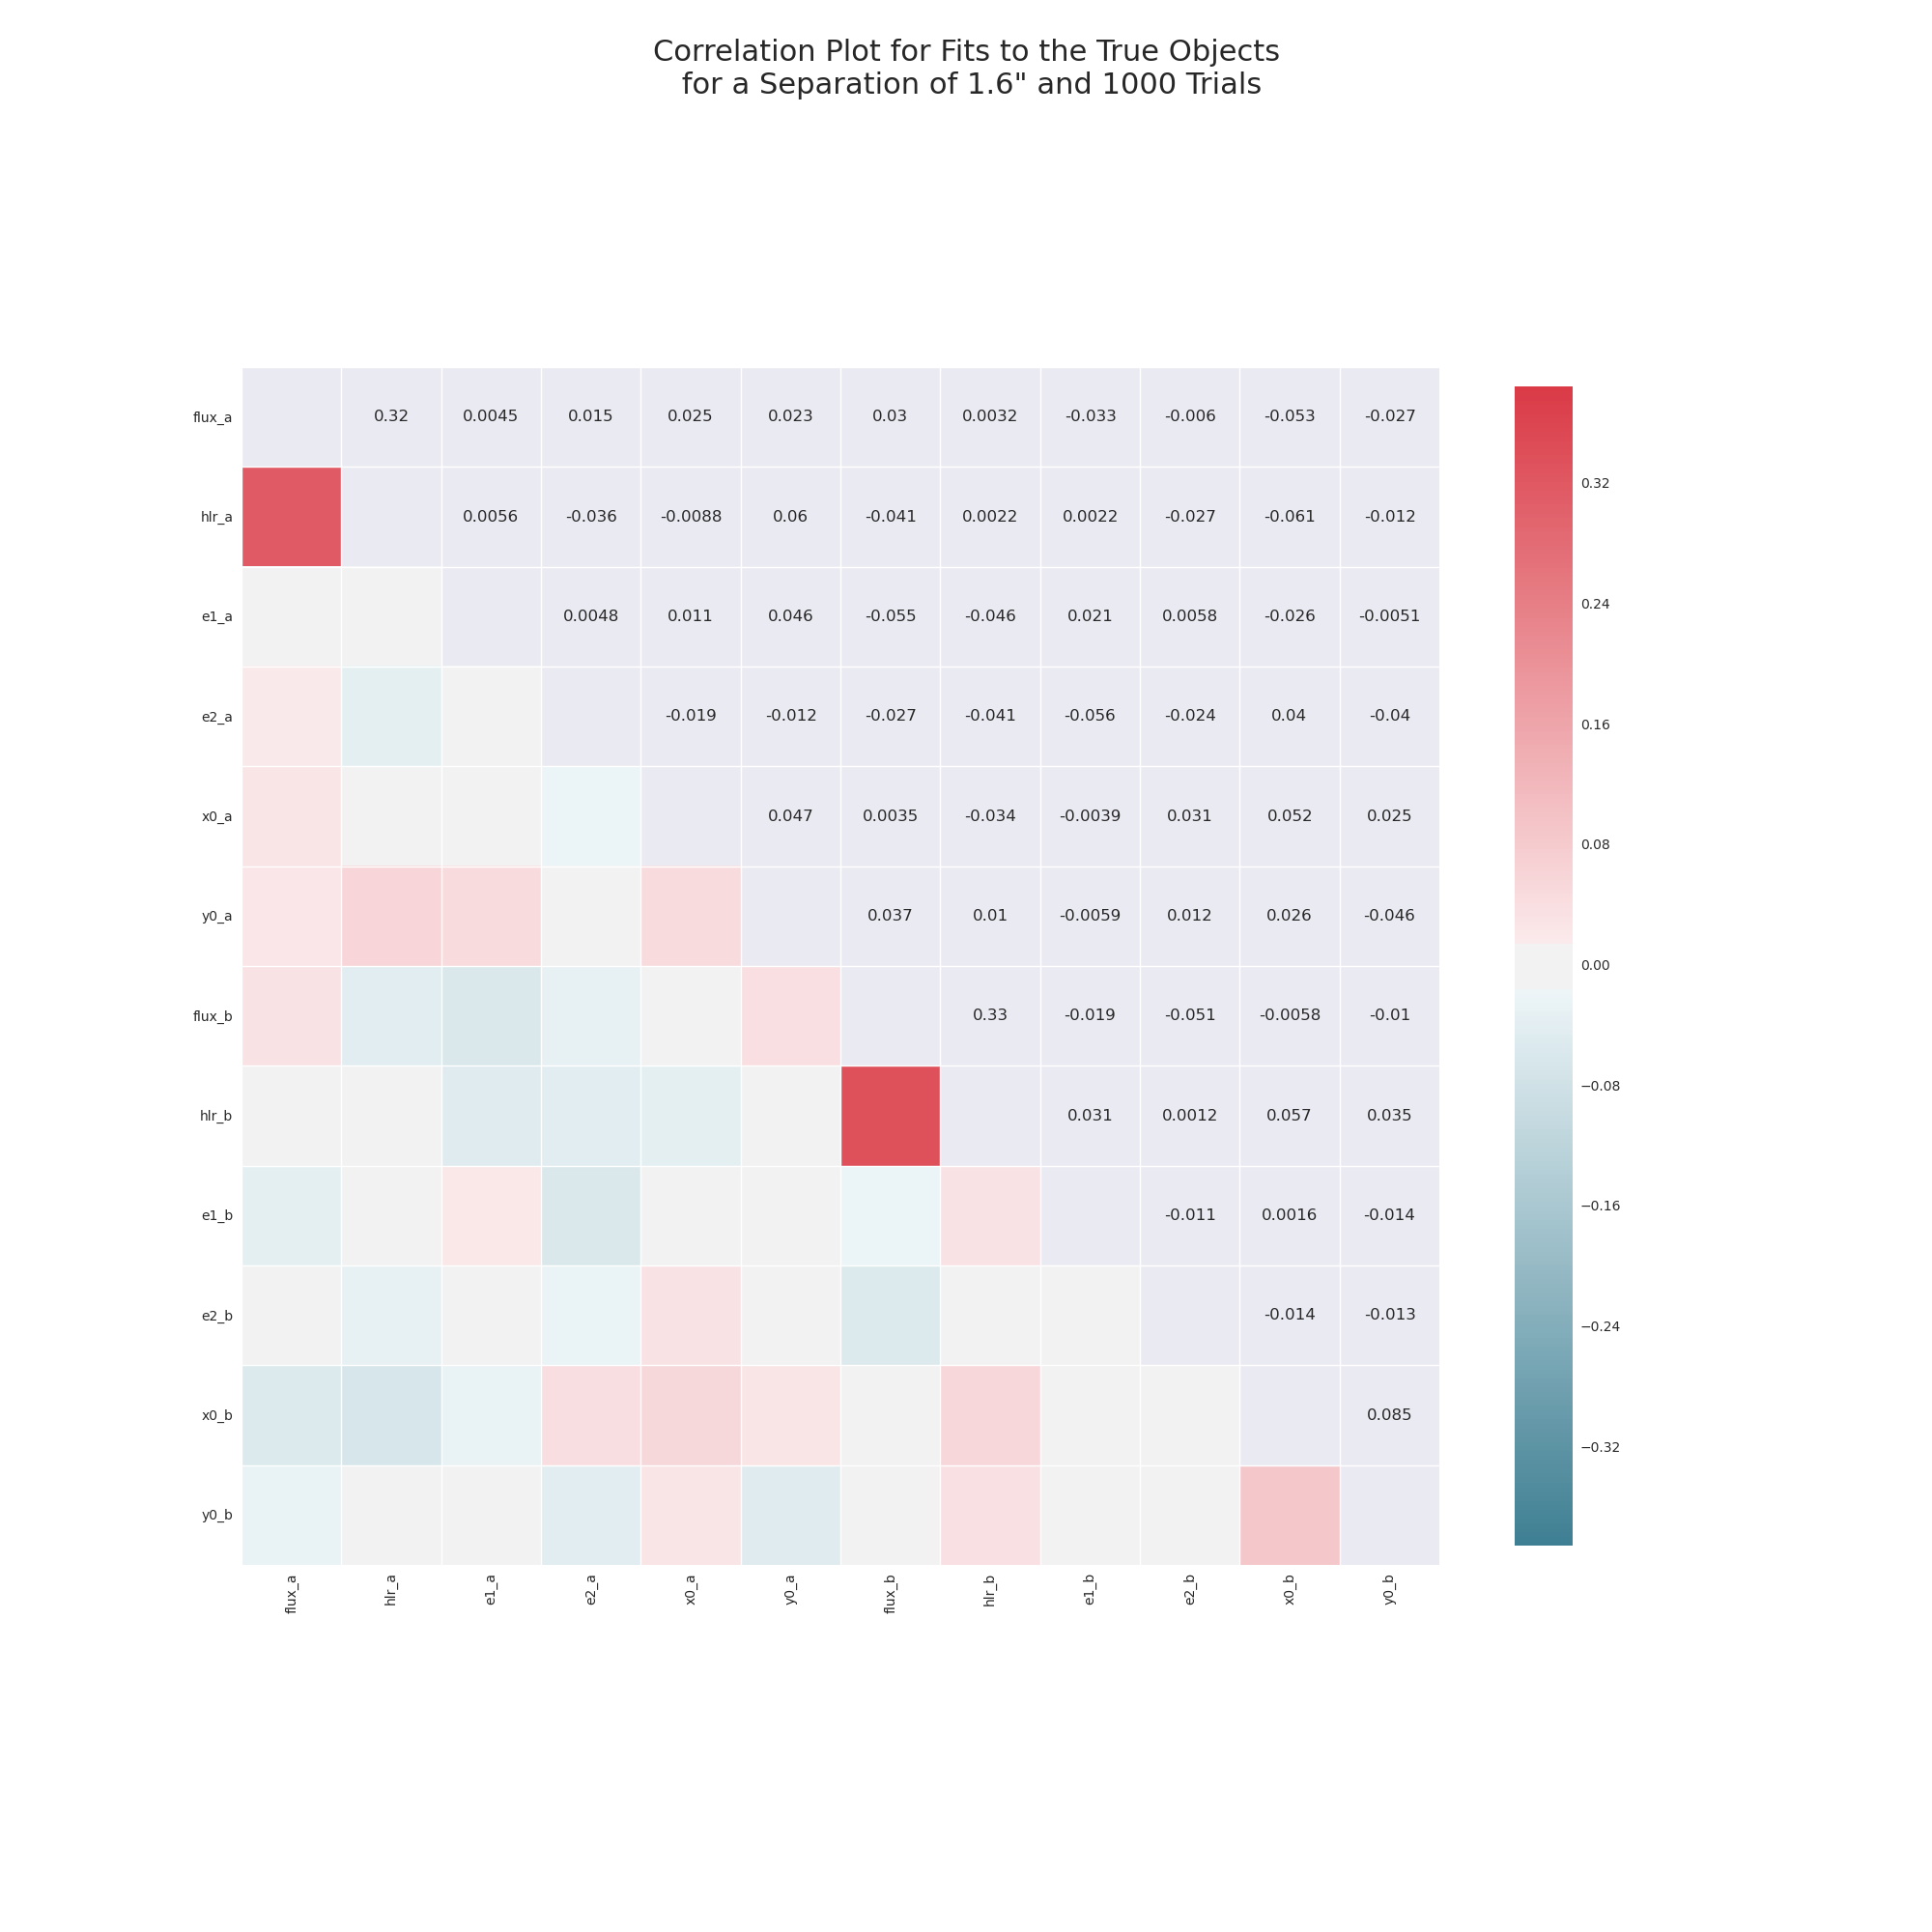 Correlation Plot for Fits to the True Objects
for a Separation of 1.6" and 1000 Trials
flux_a 0.32 0.0045 0.015 0.025 0.023 0.03 0.0032 -0.033 -0.006 -0.053 -0.027
hlr_a 0.0056 -0.036 -0.0088 0.06 -0.041 0.0022 0.0022 -0.027 -0.061 -0.012
e1_a 0.0048 0.011 0.046 -0.055 -0.046 0.021 0.0058 -0.026 -0.0051
e2_a -0.019 -0.012 -0.027 -0.041 -0.056 -0.024 0.04 -0.04
x0_a 0.047 0.0035 -0.034 -0.0039 0.031 0.052 0.025
y0_a 0.037 0.01 -0.0059 0.012 0.026 -0.046
flux_b 0.33 -0.019 -0.051 -0.0058 -0.01
hlr_b 0.031 0.0012 0.057 0.035
e1_b -0.011 0.0016 -0.014
e2_b -0.014 -0.013
x0_b 0.085
y0_b
flux_a hlr_a e1_a e2_a x0_a y0_a flux_b hlr_b e1_b e2_b x0_b y0_b
0.32
0.24
0.16
0.08
0.00
−0.08
−0.16
−0.24
−0.32